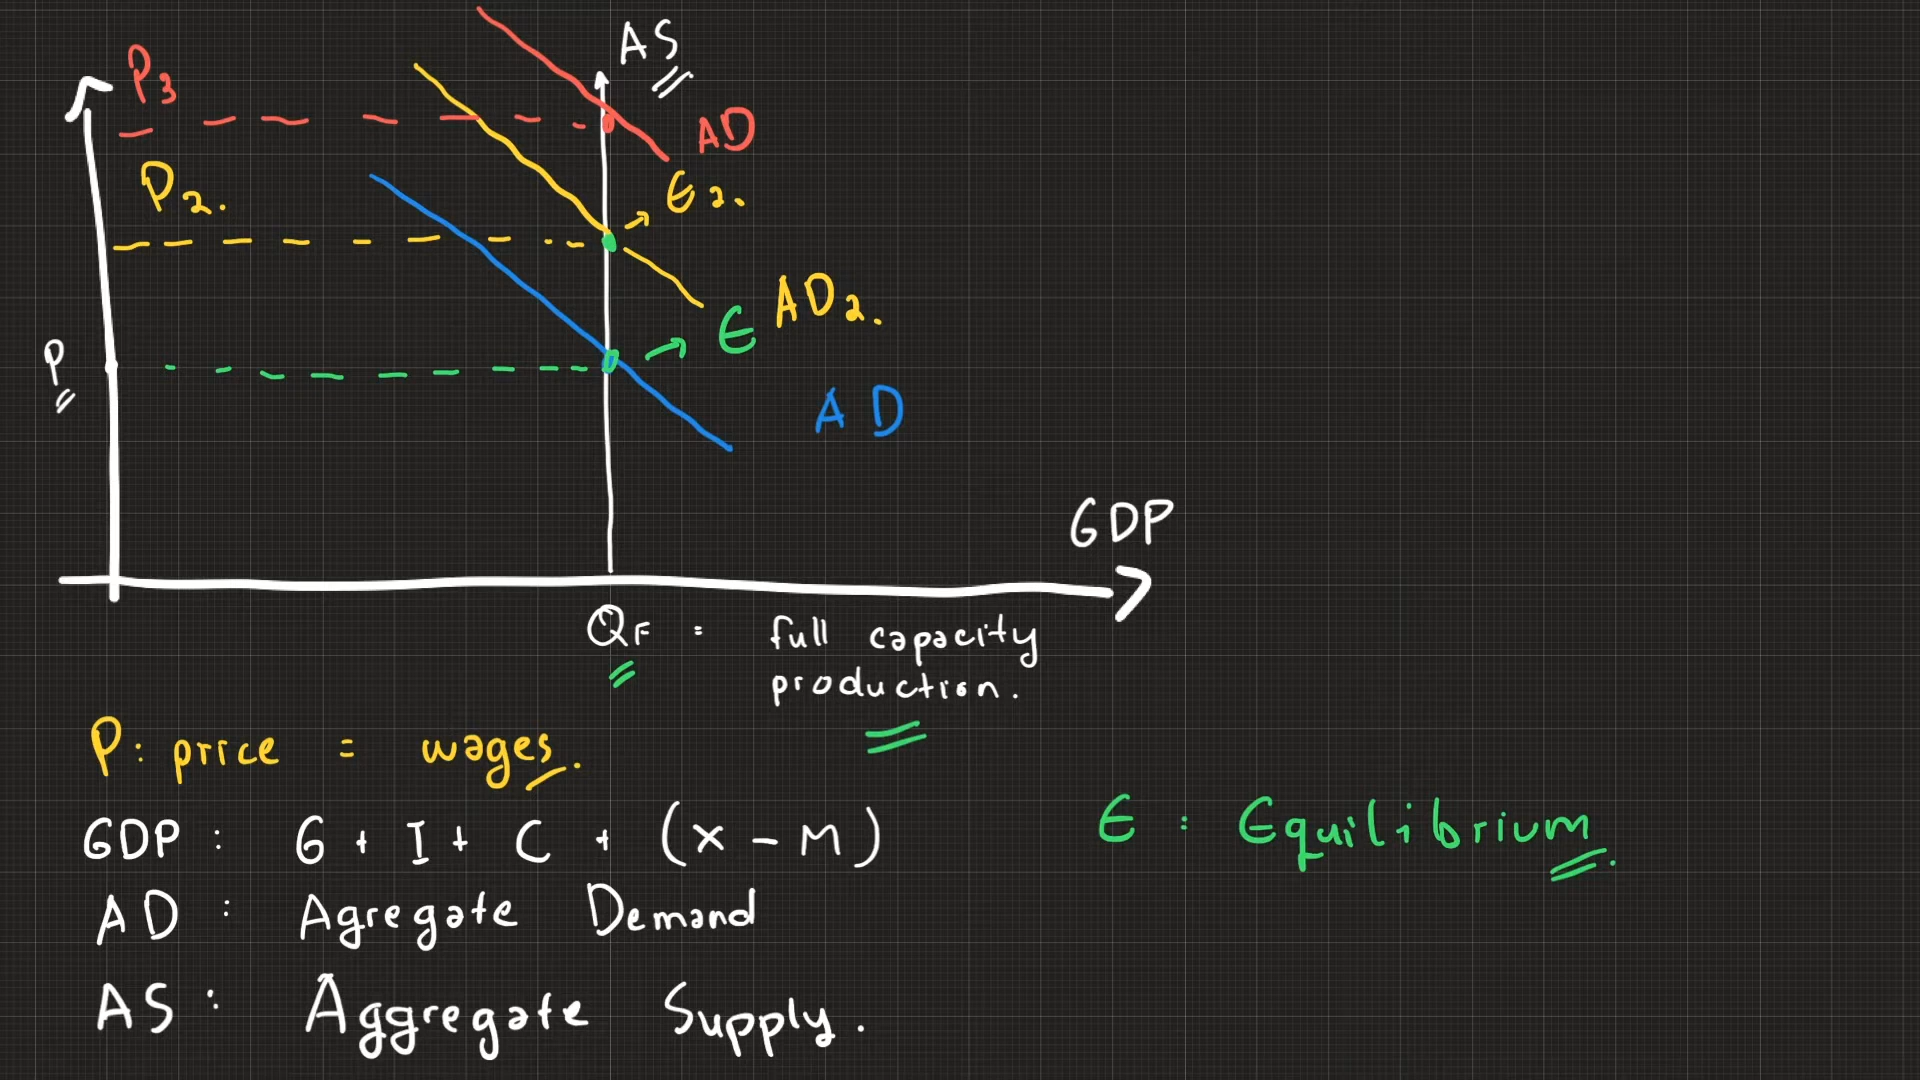 AS
P3
AD
P2.
E2.
AD2.
E
P
AD
GDP
QF : full capacity
production.
P: price = wages.
GDP : G + I + C + (X - M)
E : Equilibrium.
AD : Agregate Demand
AS : Aggregate Supply.